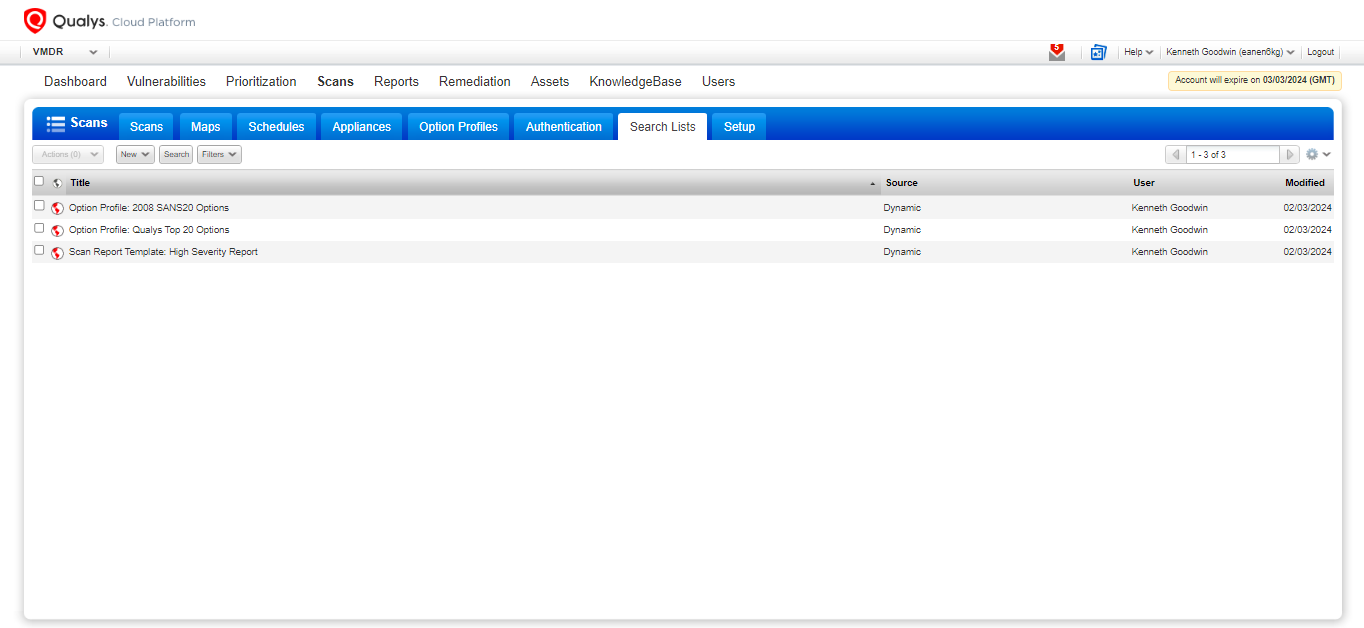 Qualys. Cloud Platform
VMDR
5
Help
Kenneth Goodwin (eanen6kg)
Logout
Dashboard Vulnerabilities Prioritization Scans Reports Remediation Assets KnowledgeBase Users
Account will expire on 03/03/2024 (GMT)
Scans Scans Maps Schedules Appliances Option Profiles Authentication Search Lists Setup
Actions (0) New Search Filters 1 - 3 of 3
Title Source User Modified
Option Profile: 2008 SANS20 Options Dynamic Kenneth Goodwin 02/03/2024
Option Profile: Qualys Top 20 Options Dynamic Kenneth Goodwin 02/03/2024
Scan Report Template: High Severity Report Dynamic Kenneth Goodwin 02/03/2024